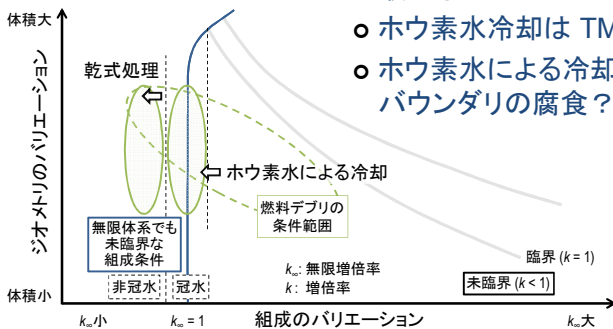 ホウ素水冷却は TM
ホウ素水による冷却
バウンダリの腐食？
体積大
ジオメトリのバリエーション
体積小
乾式処理
ホウ素水による冷却
燃料デブリの
条件範囲
無限体系でも
未臨界な
組成条件
非冠水
冠水
k∞: 無限増倍率
k: 増倍率
臨界 (k = 1)
未臨界 (k < 1)
k∞小
k∞ = 1
組成のバリエーション
k∞大